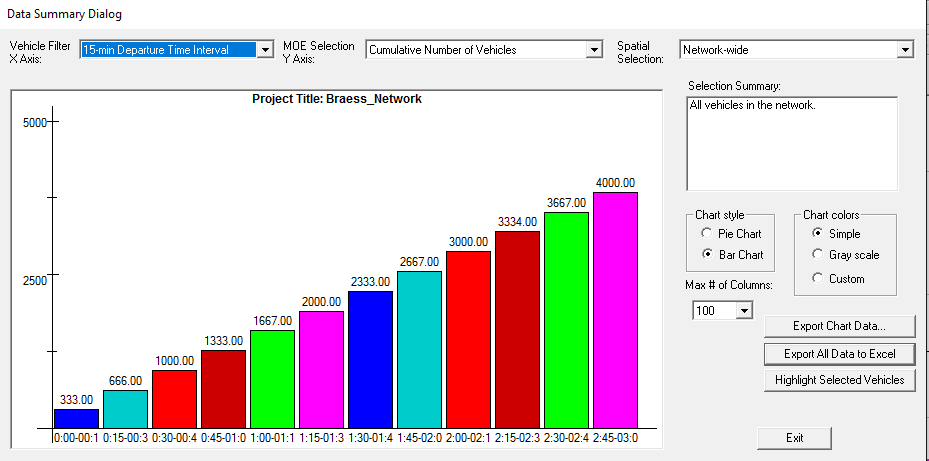 Data Summary Dialog
Vehicle Filter
X Axis:
15-min Departure Time Interval
MOE Selection
Y Axis:
Cumulative Number of Vehicles
Spatial
Selection:
Network-wide
Project Title: Braess_Network
5000
2500
333.00
666.00
1000.00
1333.00
1667.00
2000.00
2333.00
2667.00
3000.00
3334.00
3667.00
4000.00
0:00-00:1 0:15-00:3 0:30-00:4 0:45-01:0 1:00-01:1 1:15-01:3 1:30-01:4 1:45-02:0 2:00-02:1 2:15-02:3 2:30-02:4 2:45-03:0
Selection Summary:
All vehicles in the network.
Chart style
Pie Chart
Bar Chart
Chart colors
Simple
Gray scale
Custom
Max # of Columns:
100
Export Chart Data...
Export All Data to Excel
Highlight Selected Vehicles
Exit